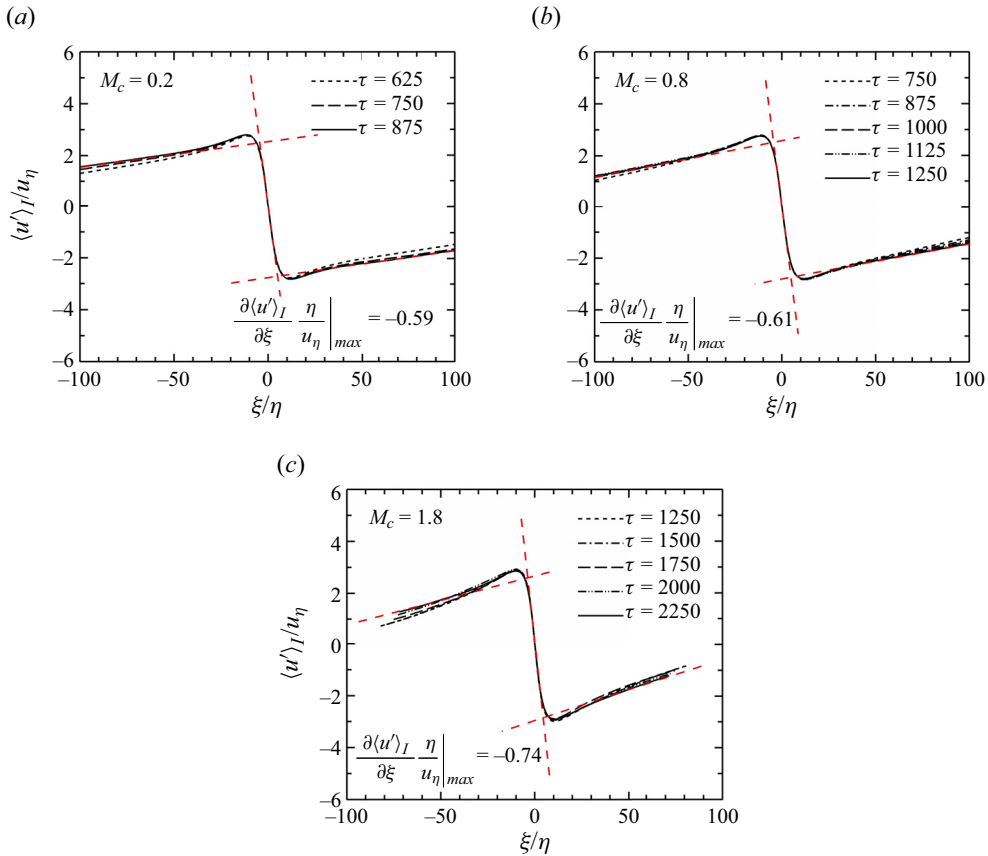 (a)
M_c = 0.2
τ = 625
τ = 750
τ = 875
6
4
2
0
−2
−4
−6
⟨u′⟩_I/u_η
∂⟨u′⟩_I/∂ξ η/u_η|_max = −0.59
−100 −50 0 50 100
ξ/η
(b)
M_c = 0.8
τ = 750
τ = 875
τ = 1000
τ = 1125
τ = 1250
6
4
2
0
−2
−4
−6
∂⟨u′⟩_I/∂ξ η/u_η|_max = −0.61
−100 −50 0 50 100
ξ/η
(c)
M_c = 1.8
τ = 1250
τ = 1500
τ = 1750
τ = 2000
τ = 2250
6
4
2
0
−2
−4
−6
⟨u′⟩_I/u_η
∂⟨u′⟩_I/∂ξ η/u_η|_max = −0.74
−100 −50 0 50 100
ξ/η